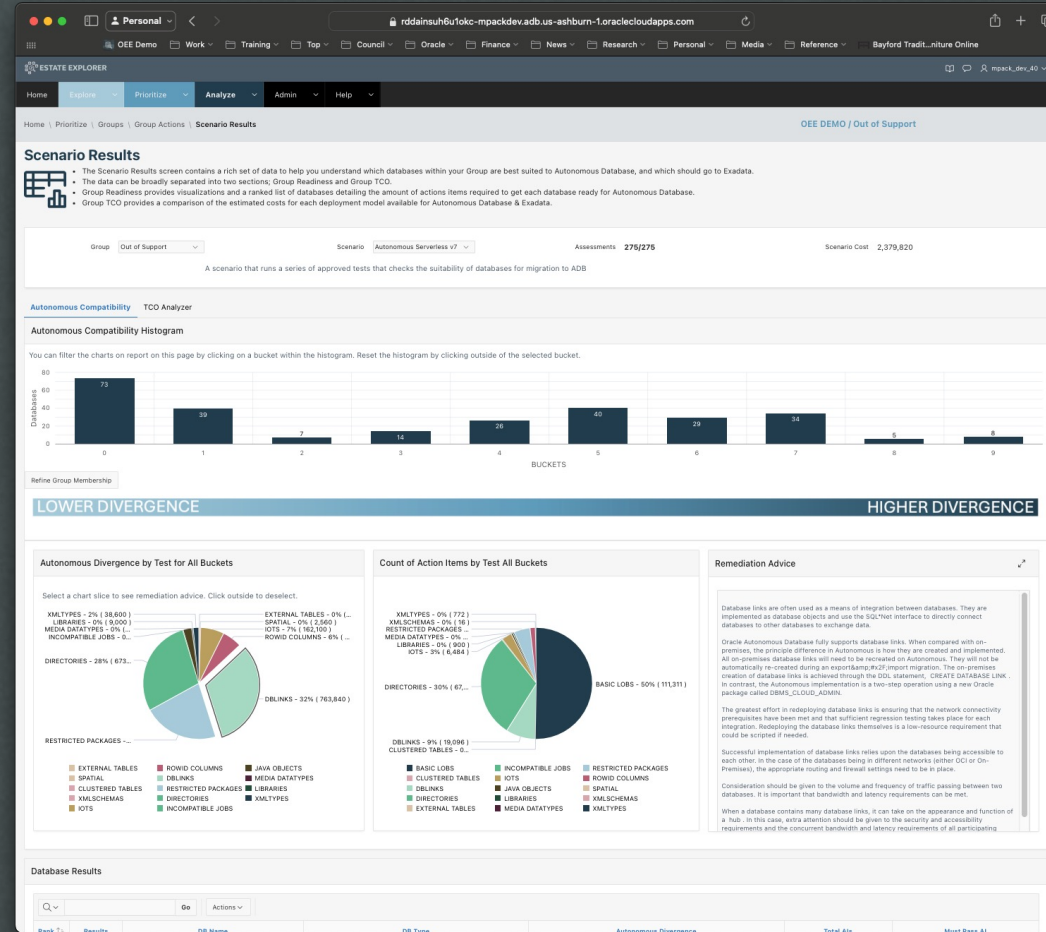 Personal
rddainsuh6u1okc-mpackdev.adb.us-ashburn-1.oraclecloudapps.com
OEE Demo Work Training Top Council Oracle Finance News Research Personal Media Reference Bayford Tradit...niture Online
ESTATE EXPLORER
mpack_dev_40
Home Explore Prioritize Analyze Admin Help
Home \ Prioritize \ Groups \ Group Actions \ Scenario Results
OEE DEMO / Out of Support
Scenario Results
• The Scenario Results screen contains a rich set of data to help you understand which databases within your Group are best suited to Autonomous Database, and which should go to Exadata.
• The data can be broadly separated into two sections; Group Readiness and Group TCO.
• Group Readiness provides visualizations and a ranked list of databases detailing the amount of actions items required to get each database ready for Autonomous Database.
• Group TCO provides a comparison of the estimated costs for each deployment model available for Autonomous Database & Exadata.
Group Out of Support Scenario Autonomous Serverless v7 Assessments 275/275 Scenario Cost 2,379,820
A scenario that runs a series of approved tests that checks the suitability of databases for migration to ADB
Autonomous Compatibility TCO Analyzer
Autonomous Compatibility Histogram
You can filter the charts on report on this page by clicking on a bucket within the histogram. Reset the histogram by clicking outside of the selected bucket.
Databases
80
60
40
20
0
73 39 7 14 26 40 29 34 5 8
0 1 2 3 4 5 6 7 8 9
BUCKETS
Refine Group Membership
LOWER DIVERGENCE HIGHER DIVERGENCE
Autonomous Divergence by Test for All Buckets
Select a chart slice to see remediation advice. Click outside to deselect.
XMLTYPES - 2% ( 38,600 )
LIBRARIES - 0% ( 9,000 )
MEDIA DATATYPES - 0% (...
INCOMPATIBLE JOBS - 0...
EXTERNAL TABLES - 0% (...
SPATIAL - 0% ( 2,560 )
IOTS - 7% ( 162,100 )
ROWID COLUMNS - 6% ( ...
DIRECTORIES - 28% ( 673...
DBLINKS - 32% ( 763,840 )
RESTRICTED PACKAGES -...
EXTERNAL TABLES ROWID COLUMNS JAVA OBJECTS
SPATIAL DBLINKS MEDIA DATATYPES
CLUSTERED TABLES RESTRICTED PACKAGES LIBRARIES
XMLSCHEMAS DIRECTORIES XMLTYPES
IOTS INCOMPATIBLE JOBS
Count of Action Items by Test All Buckets
XMLTYPES - 0% ( 772 )
XMLSCHEMAS - 0% ( 16 )
RESTRICTED PACKAGES ...
MEDIA DATATYPES - 0% ...
LIBRARIES - 0% ( 900 )
IOTS - 3% ( 6,484 )
DIRECTORIES - 30% ( 67,...
BASIC LOBS - 50% ( 111,311 )
DBLINKS - 9% ( 19,096 )
CLUSTERED TABLES - 0...
BASIC LOBS INCOMPATIBLE JOBS RESTRICTED PACKAGES
CLUSTERED TABLES IOTS ROWID COLUMNS
DBLINKS JAVA OBJECTS SPATIAL
DIRECTORIES LIBRARIES XMLSCHEMAS
EXTERNAL TABLES MEDIA DATATYPES XMLTYPES
Remediation Advice
Database links are often used as a means of integration between databases. They are
implemented as database objects and use the SQL*Net interface to directly connect
databases to other databases to exchange data.
Oracle Autonomous Database fully supports database links. When compared with on-
premises, the principle difference in Autonomous is how they are created and implemented.
All on-premises database links will need to be recreated on Autonomous. They will not be
automatically re-created during an export&amp;#x2F;import migration. The on-premises
creation of database links is achieved through the DDL statement, CREATE DATABASE LINK .
In contrast, the Autonomous implementation is a two-step operation using a new Oracle
package called DBMS_CLOUD_ADMIN.
The greatest effort in redeploying database links is ensuring that the network connectivity
prerequisites have been met and that sufficient regression testing takes place for each
integration. Redeploying the database links themselves is a low-resource requirement that
could be scripted if needed.
Successful implementation of database links relies upon the databases being accessible to
each other. In the case of the databases being in different networks (either OCI or On-
Premises), the appropriate routing and firewall settings need to be in place.
Consideration should be given to the volume and frequency of traffic passing between two
databases. It is important that bandwidth and latency requirements can be met.
When a database contains many database links, it can take on the appearance and function of
a hub . In this case, extra attention should be given to the security and accessibility
requirements and the concurrent bandwidth and latency requirements of all participating
Database Results
Go Actions
Rank Results DB Name DB Type Autonomous Divergence Total AIs Must Pass AI